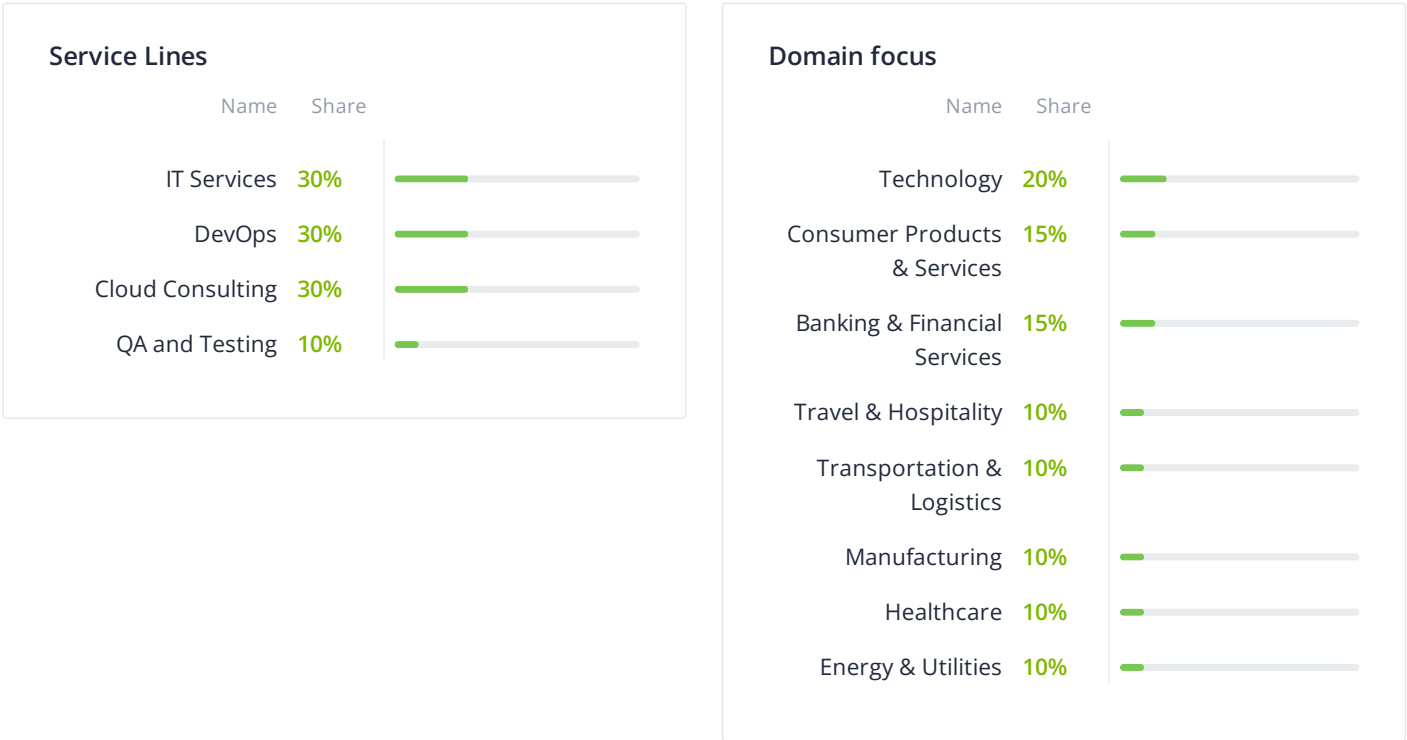 Service Lines
Name Share
IT Services 30%
DevOps 30%
Cloud Consulting 30%
QA and Testing 10%
Domain focus
Name Share
Technology 20%
Consumer Products 15%
& Services
Banking & Financial 15%
Services
Travel & Hospitality 10%
Transportation & 10%
Logistics
Manufacturing 10%
Healthcare 10%
Energy & Utilities 10%